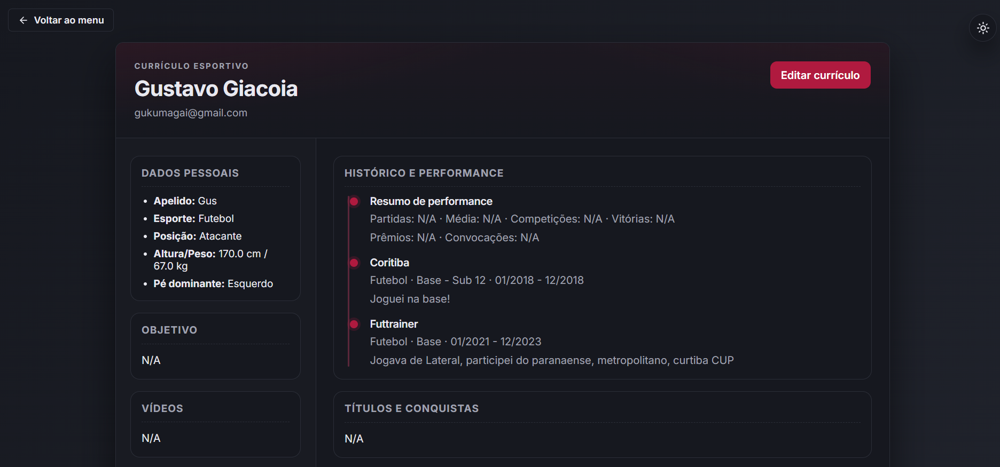 Voltar ao menu
CURRÍCULO ESPORTIVO
Gustavo Giacoia
gukumagai@gmail.com
Editar currículo
DADOS PESSOAIS
Apelido: Gus
Esporte: Futebol
Posição: Atacante
Altura/Peso: 170.0 cm /
67.0 kg
Pé dominante: Esquerdo
OBJETIVO
N/A
VÍDEOS
N/A
HISTÓRICO E PERFORMANCE
Resumo de performance
Partidas: N/A · Média: N/A · Competições: N/A · Vitórias: N/A
Prêmios: N/A · Convocações: N/A
Coritiba
Futebol · Base - Sub 12 · 01/2018 - 12/2018
Joguei na base!
Futtrainer
Futebol · Base · 01/2021 - 12/2023
Jogava de Lateral, participei do paranaense, metropolitano, curtiba CUP
TÍTULOS E CONQUISTAS
N/A